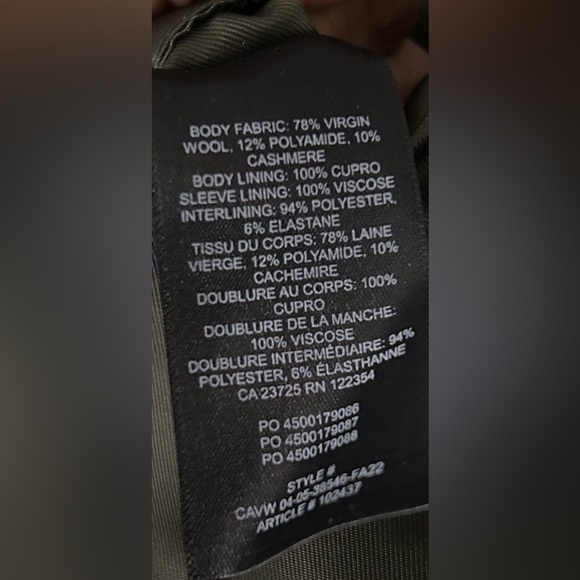 BODY FABRIC: 78% VIRGIN
WOOL, 12% POLYAMIDE, 10%
CASHMERE
BODY LINING: 100% CUPRO
SLEEVE LINING: 100% VISCOSE
INTERLINING: 94% POLYESTER,
6% ELASTANE
TISSU DU CORPS: 78% LAINE
VIERGE, 12% POLYAMIDE, 10%
CACHEMIRE
DOUBLURE AU CORPS: 100%
CUPRO
DOUBLURE DE LA MANCHE:
100% VISCOSE
DOUBLURE INTERMÉDIAIRE: 94%
POLYESTER, 6% ÉLASTHANNE
CA 23725 RN 122354
PO 4500179086
PO 4500179087
PO 4500179088
STYLE #
CAVW 04-05-38546-FA22
ARTICLE # 102437